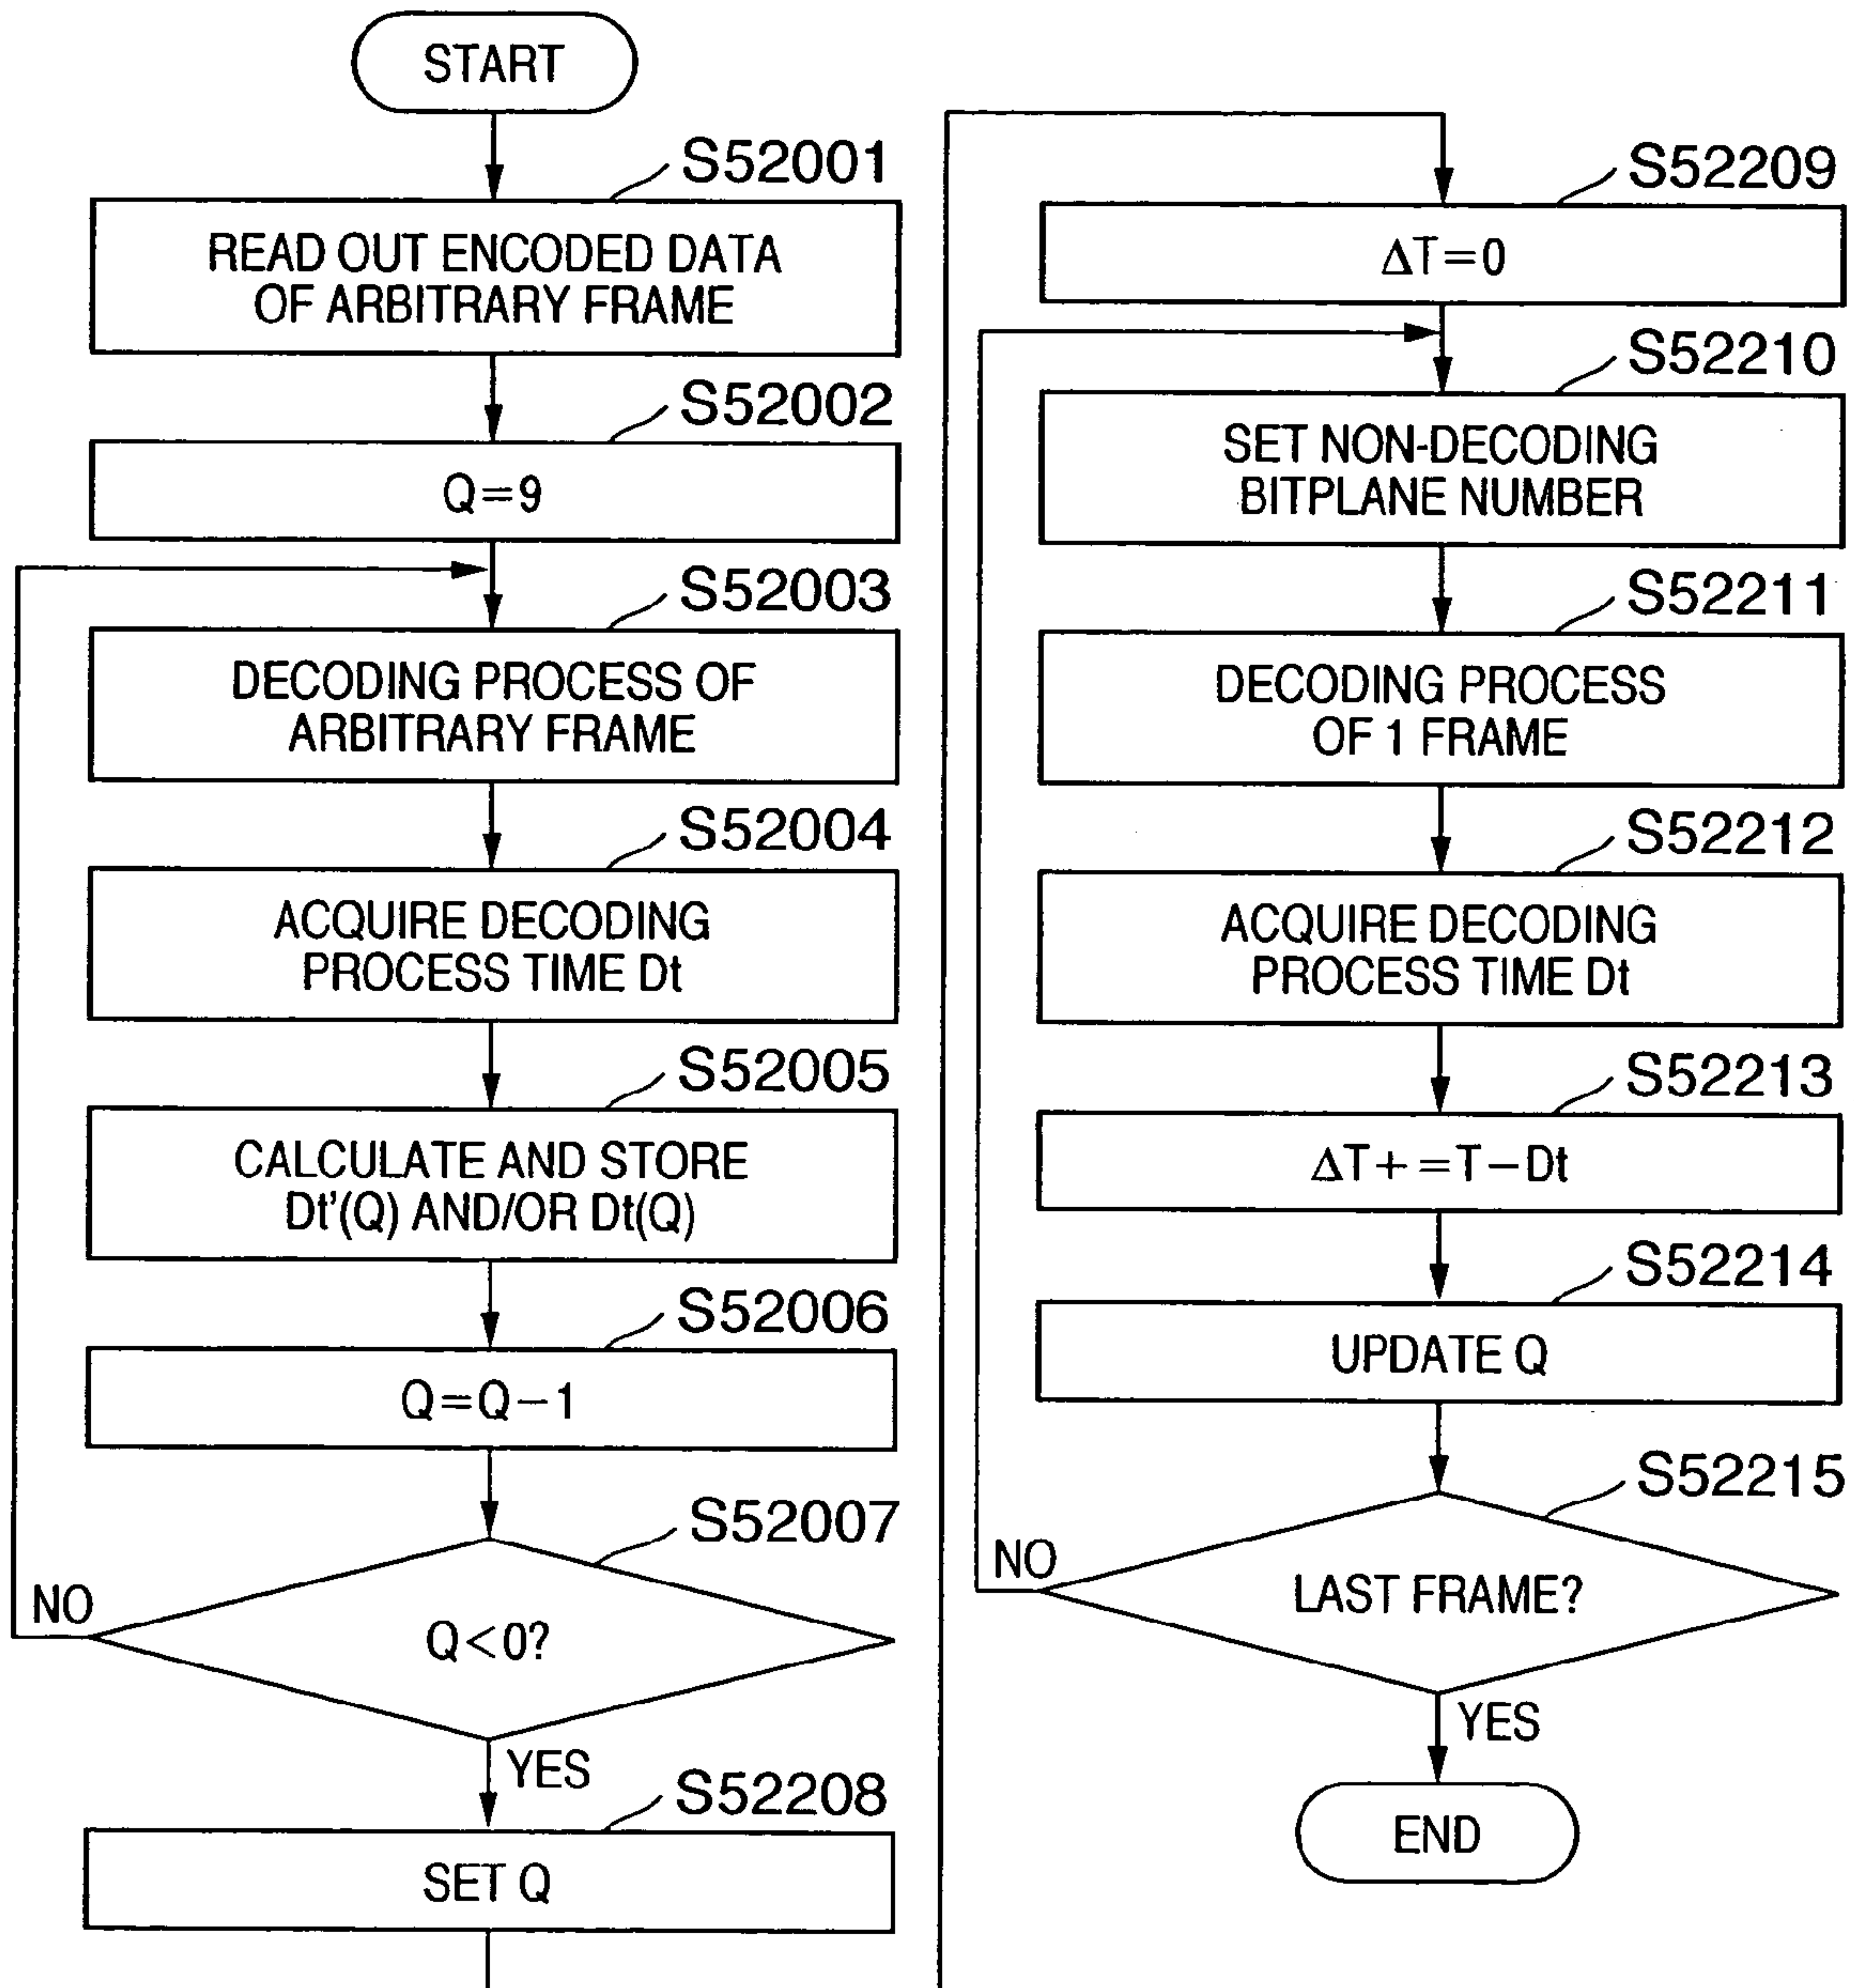 START
S52001
READ OUT ENCODED DATA
OF ARBITRARY FRAME
S52002
Q=9
S52003
DECODING PROCESS OF
ARBITRARY FRAME
S52004
ACQUIRE DECODING
PROCESS TIME Dt
S52005
CALCULATE AND STORE
Dt'(Q) AND/OR Dt(Q)
S52006
Q=Q-1
S52007
NO
Q<0?
YES
S52208
SET Q
S52209
ΔT=0
S52210
SET NON-DECODING
BITPLANE NUMBER
S52211
DECODING PROCESS
OF 1 FRAME
S52212
ACQUIRE DECODING
PROCESS TIME Dt
S52213
ΔT+=T-Dt
S52214
UPDATE Q
S52215
NO
LAST FRAME?
YES
END